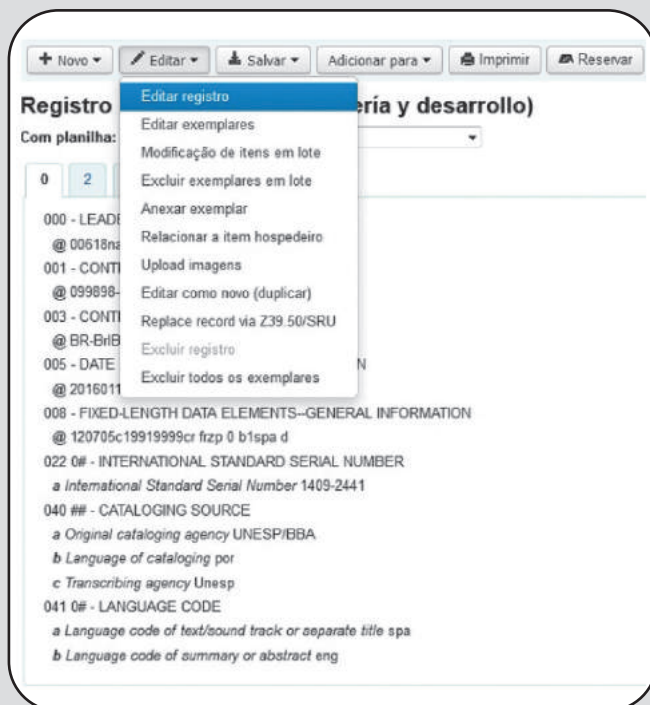 Novo Editar Salvar Adicionar para Imprimir Reservar
Registro
ería y desarrollo)
Com planilha:
Editar registro
Editar exemplares
Modificação de itens em lote
Excluir exemplares em lote
Anexar exemplar
Relacionar a item hospedeiro
Upload imagens
Editar como novo (duplicar)
Replace record via Z39.50/SRU
Excluir registro
Excluir todos os exemplares
0 2
000 - LEADE
@ 00618na
001 - CONT
@ 099898-
003 - CONT
@ BR-BrIB
005 - DATE N
@ 2016011
008 - FIXED-LENGTH DATA ELEMENTS--GENERAL INFORMATION
@ 120705c19919999cr frzp 0 b1spa d
022 0# - INTERNATIONAL STANDARD SERIAL NUMBER
a International Standard Serial Number 1409-2441
040 ## - CATALOGING SOURCE
a Original cataloging agency UNESP/BBA
b Language of cataloging por
c Transcribing agency Unesp
041 0# - LANGUAGE CODE
a Language code of text/sound track or separate title spa
b Language code of summary or abstract eng